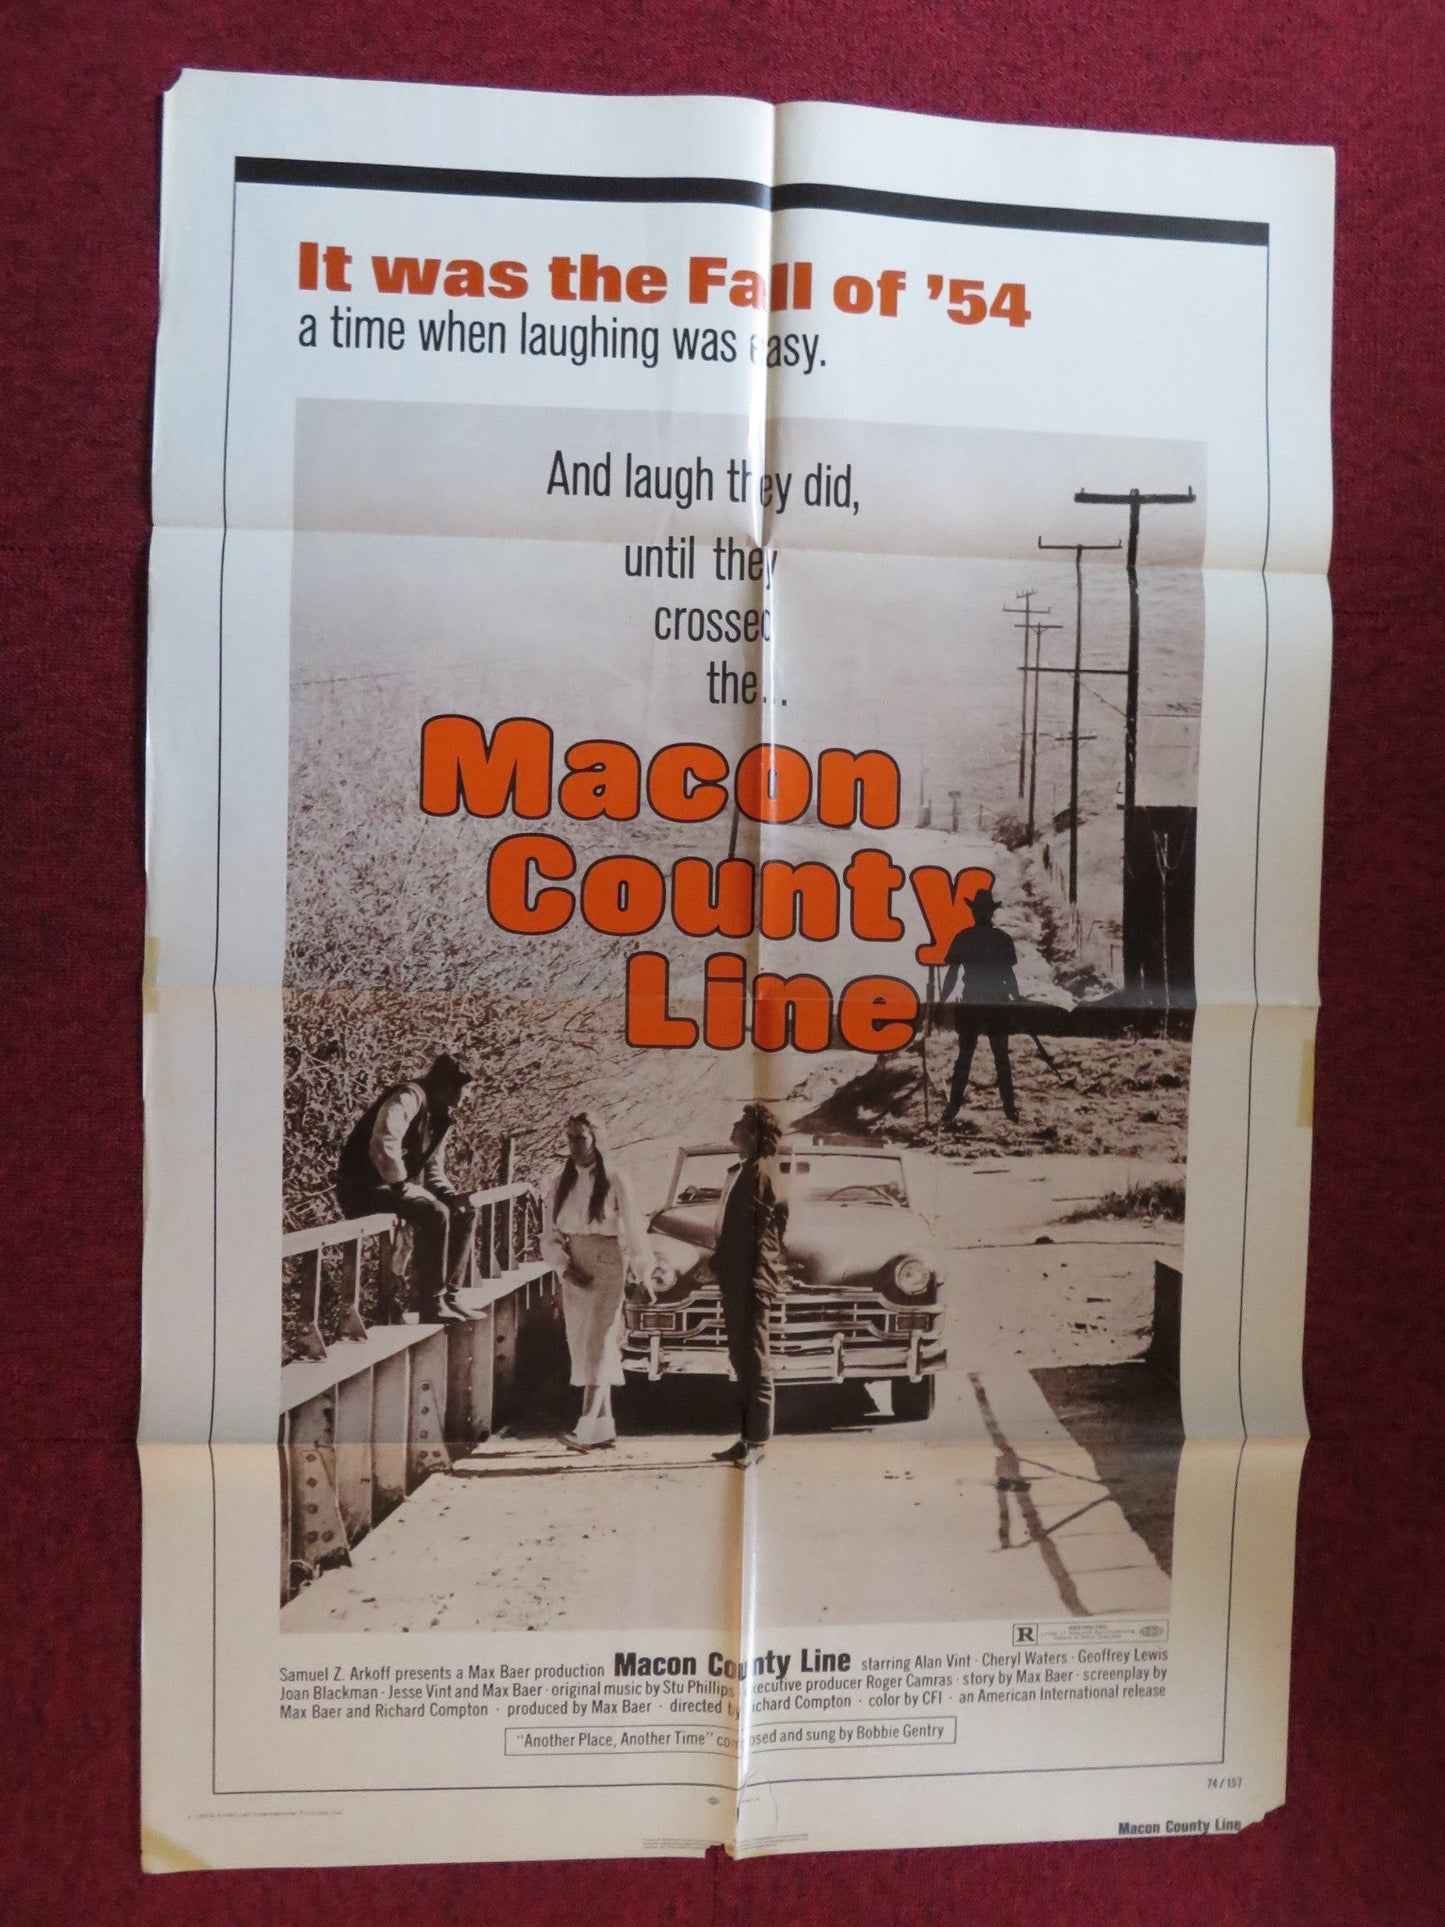 It was the Fall of '54
a time when laughing was easy.
And laugh they did,
until they
crossed
the...
Macon
County
Line
R RESTRICTED
Samuel Z. Arkoff presents a Max Baer production Macon County Line starring Alan Vint · Cheryl Waters · Geoffrey Lewis
Joan Blackman · Jesse Vint and Max Baer · original music by Stu Phillips executive producer Roger Camras · story by Max Baer · screenplay by
Max Baer and Richard Compton · produced by Max Baer · directed by Richard Compton · color by CFI · an American International release
"Another Place, Another Time" composed and sung by Bobbie Gentry
74/157
Macon County Line